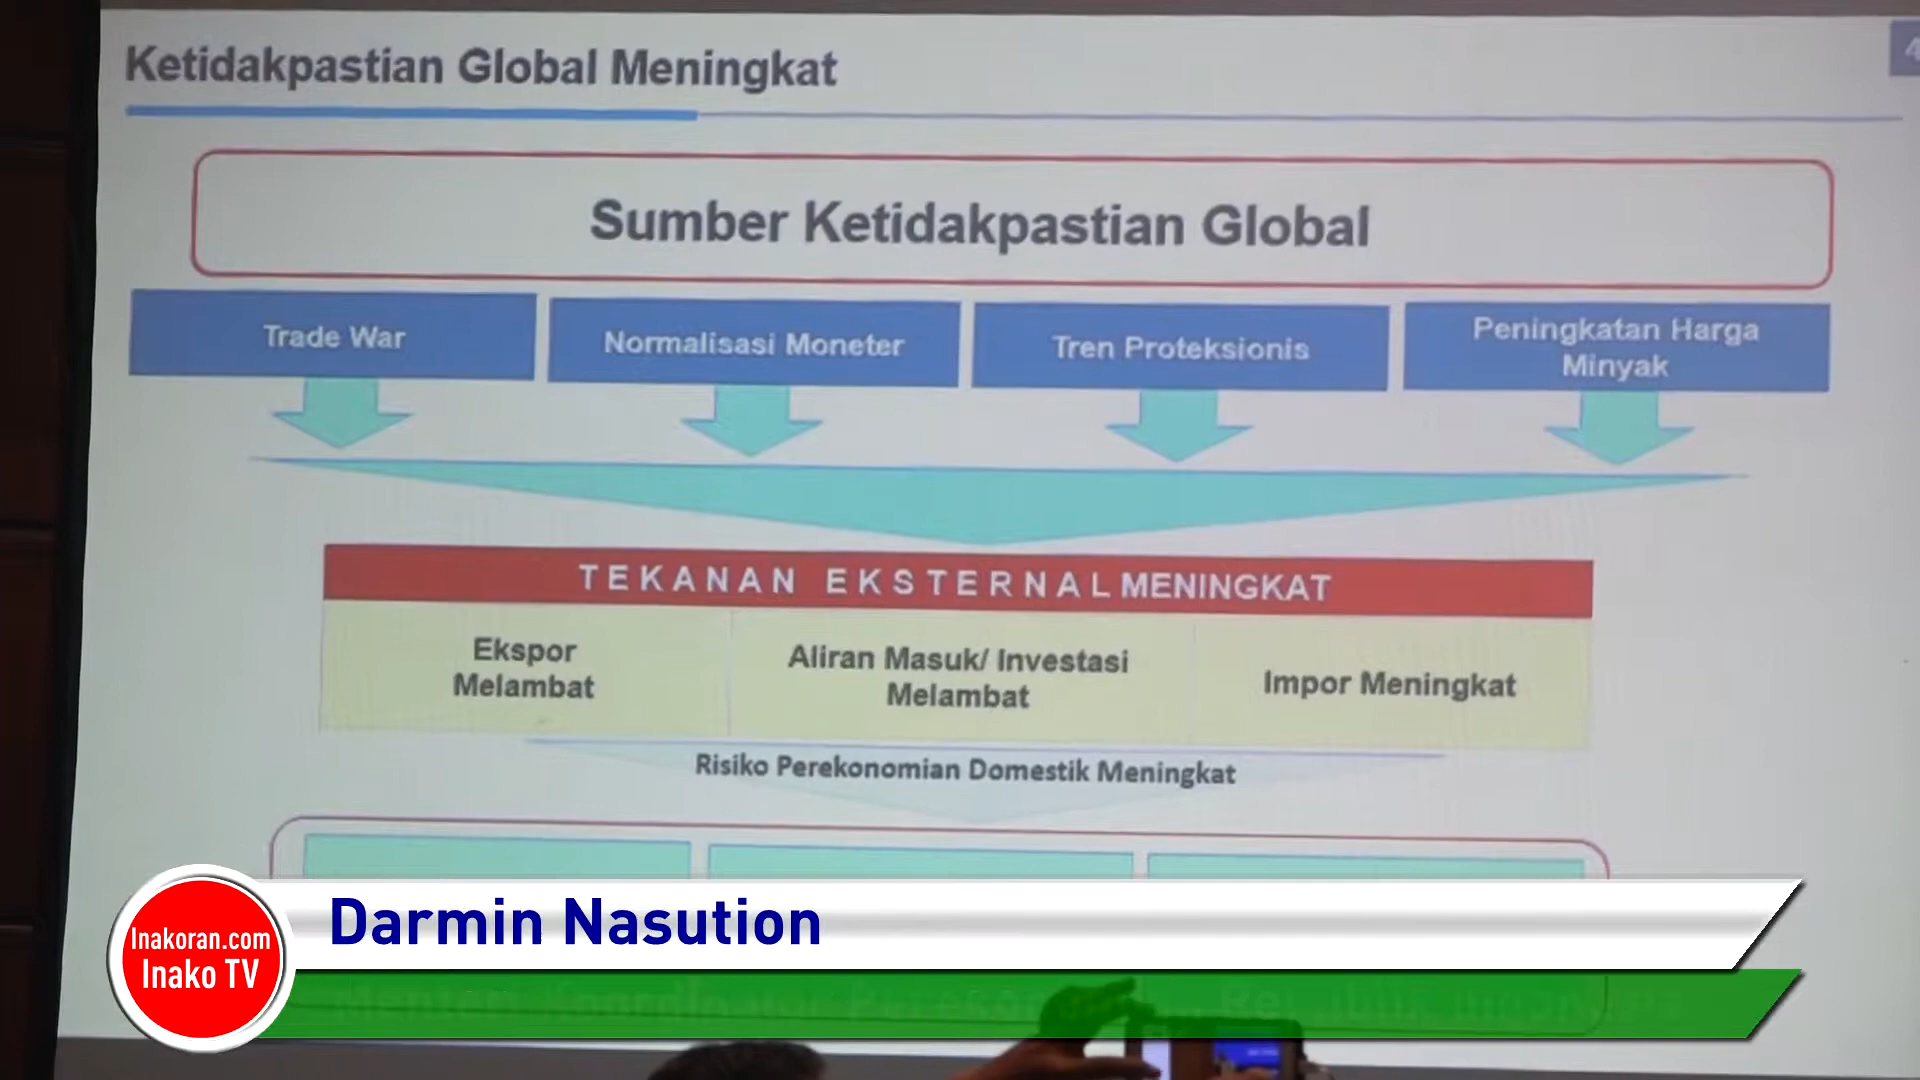 Ketidakpastian Global Meningkat
4
Sumber Ketidakpastian Global
Trade War
Normalisasi Moneter
Tren Proteksionis
Peningkatan Harga
Minyak
TEKANAN EKSTERNAL MENINGKAT
Ekspor
Melambat
Aliran Masuk/ Investasi
Melambat
Impor Meningkat
Risiko Perekonomian Domestik Meningkat
Darmin Nasution
Inakoran.com
Inako TV